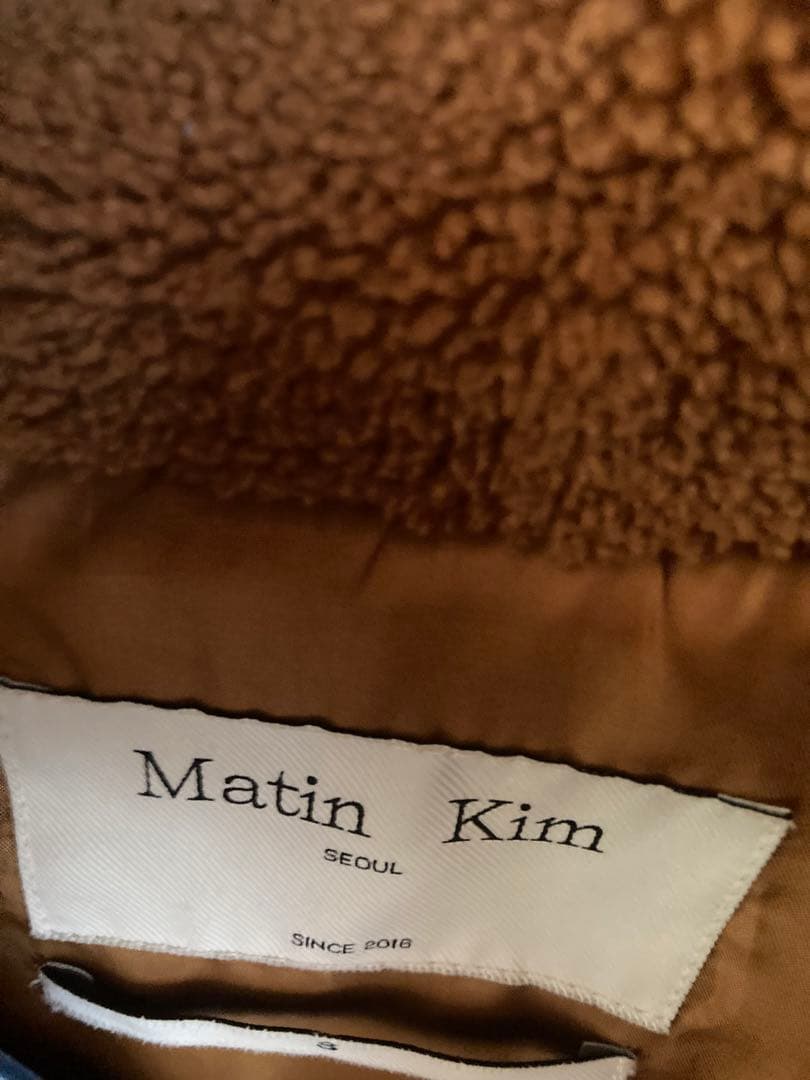 Matin Kim
SEOUL
SINCE 2016
S